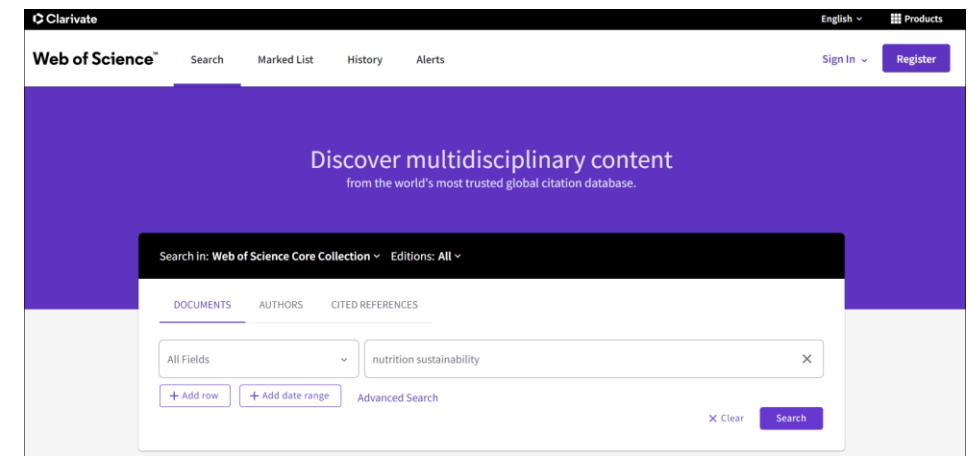 Clarivate English Products
Web of Science™ Search Marked List History Alerts Sign In Register
Discover multidisciplinary content
from the world's most trusted global citation database.
Search in: Web of Science Core Collection Editions: All
DOCUMENTS AUTHORS CITED REFERENCES
All Fields nutrition sustainability
+ Add row + Add date range Advanced Search
× Clear Search